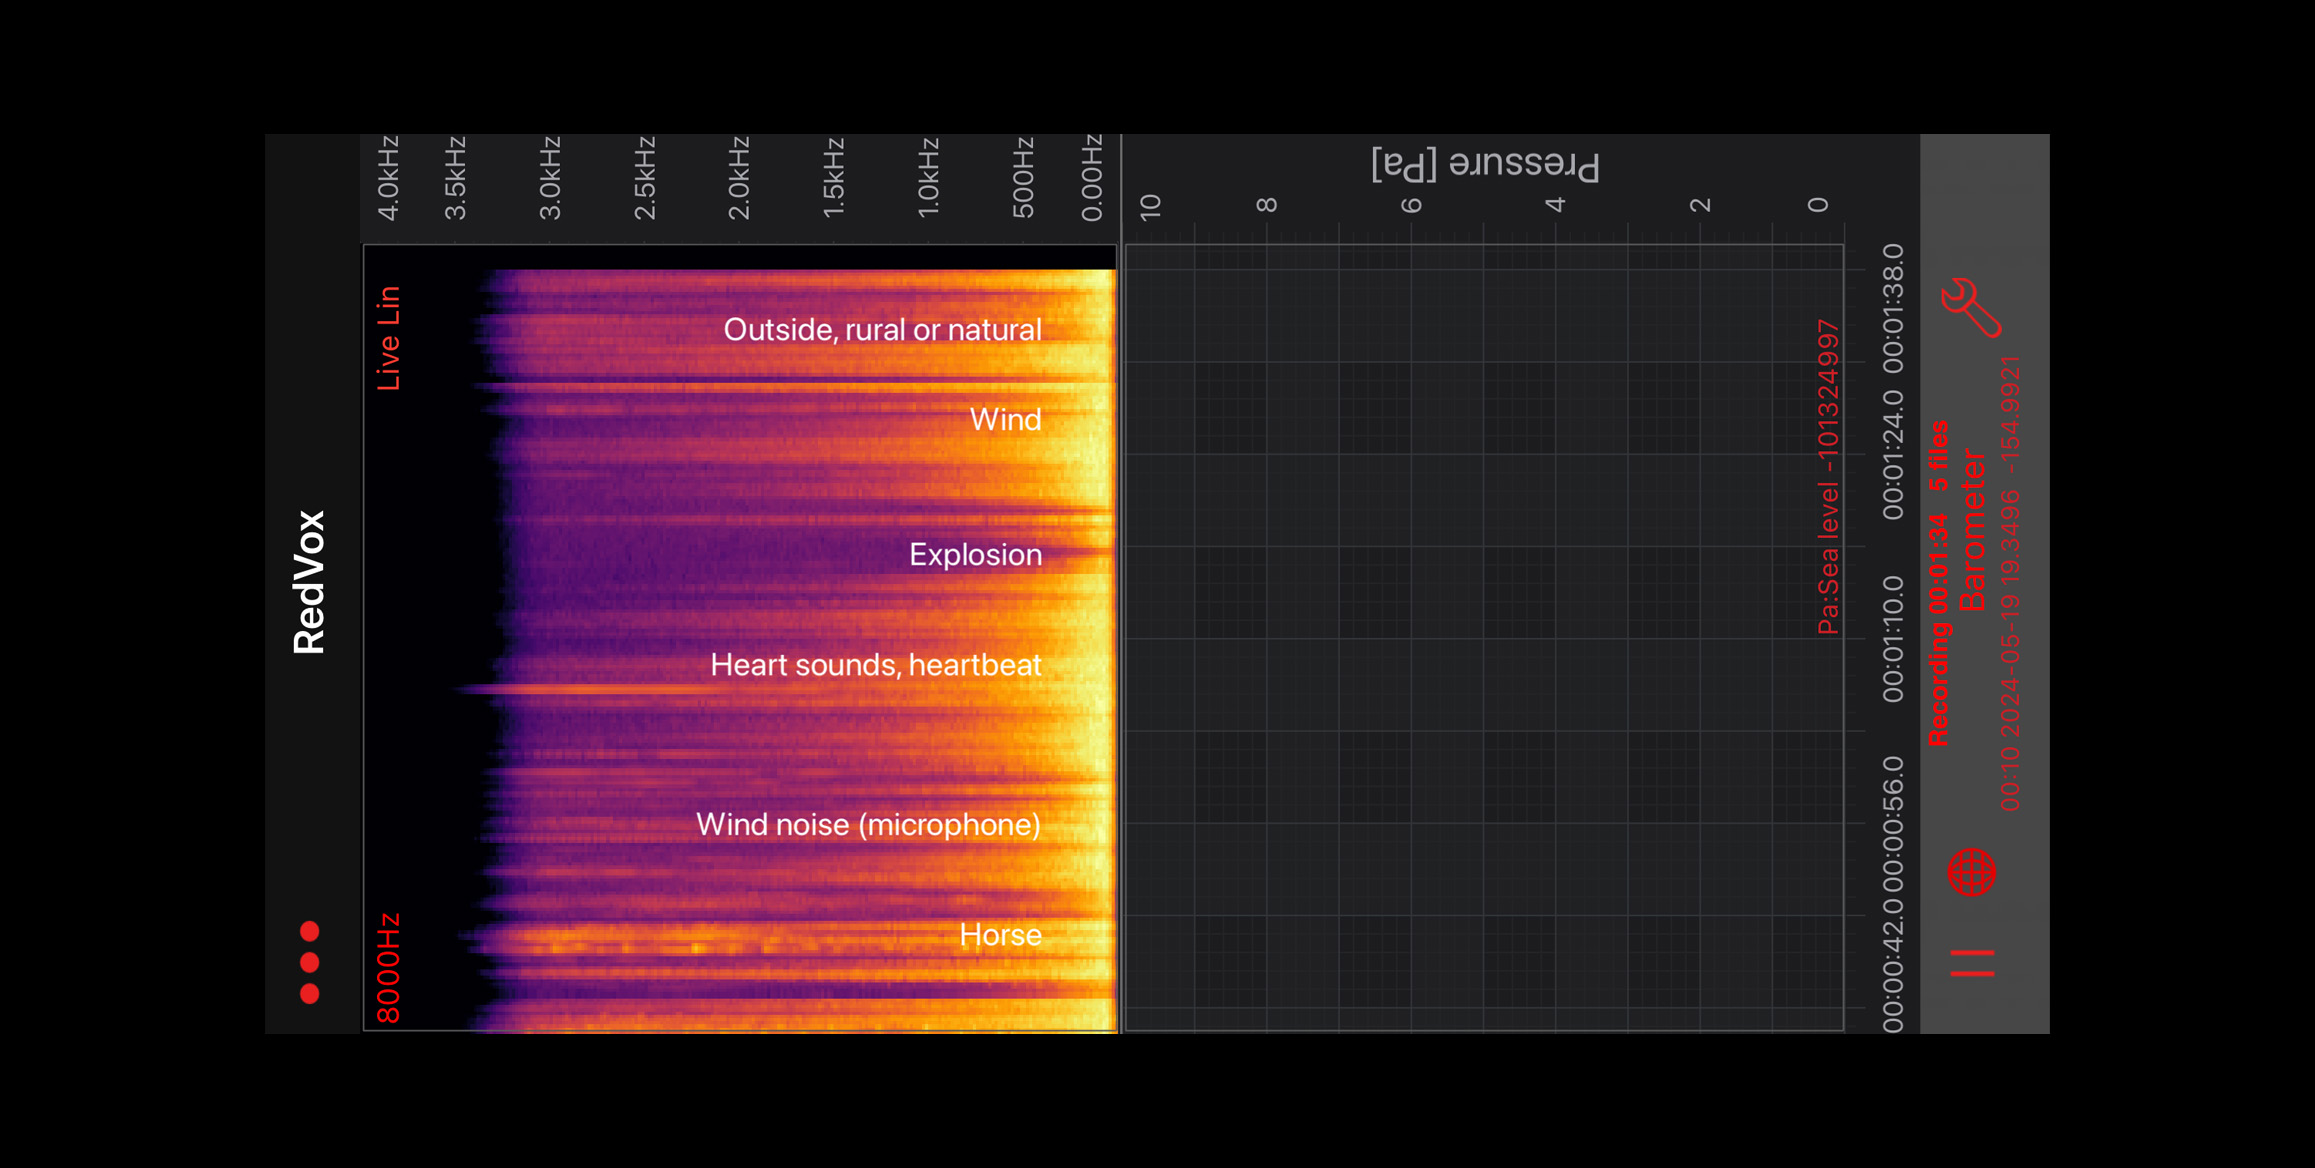 RedVox
8000Hz
Live Lin
4.0kHz
3.5kHz
3.0kHz
2.5kHz
2.0kHz
1.5kHz
1.0kHz
500Hz
0.00Hz
Outside, rural or natural
Wind
Explosion
Heart sounds, heartbeat
Wind noise (microphone)
Horse
Pressure [Pa]
10
8
6
4
2
0
Pa:Sea level -101324997
00:00:42.0 00:00:56.0 00:01:10.0 00:01:24.0 00:01:38.0
Recording 00:01:34 5 files
Barometer
00:10 2024-05-19 19.3496 -154.9921